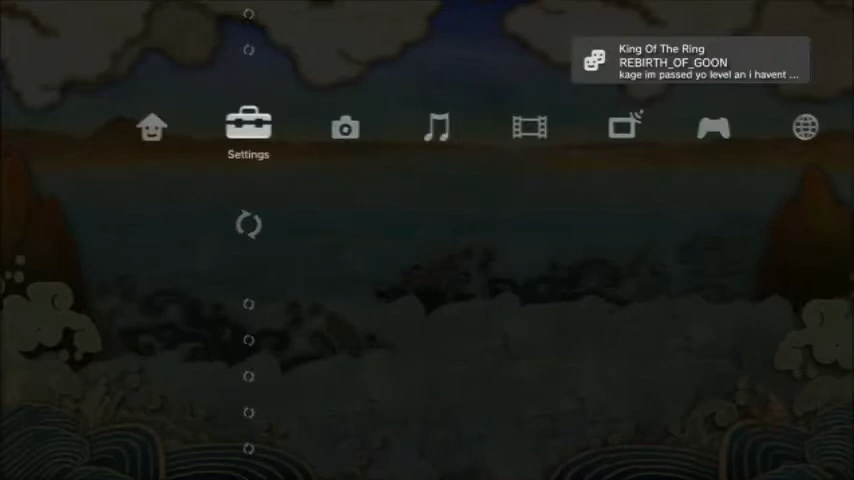 King Of The Ring
REBIRTH_OF_GOON
kage im passed yo level an i havent ...
Settings